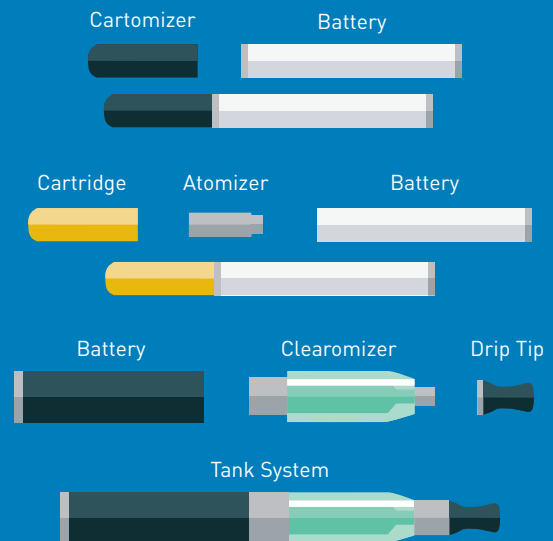 Cartomizer Battery
Cartridge Atomizer Battery
Battery Clearomizer Drip Tip
Tank System